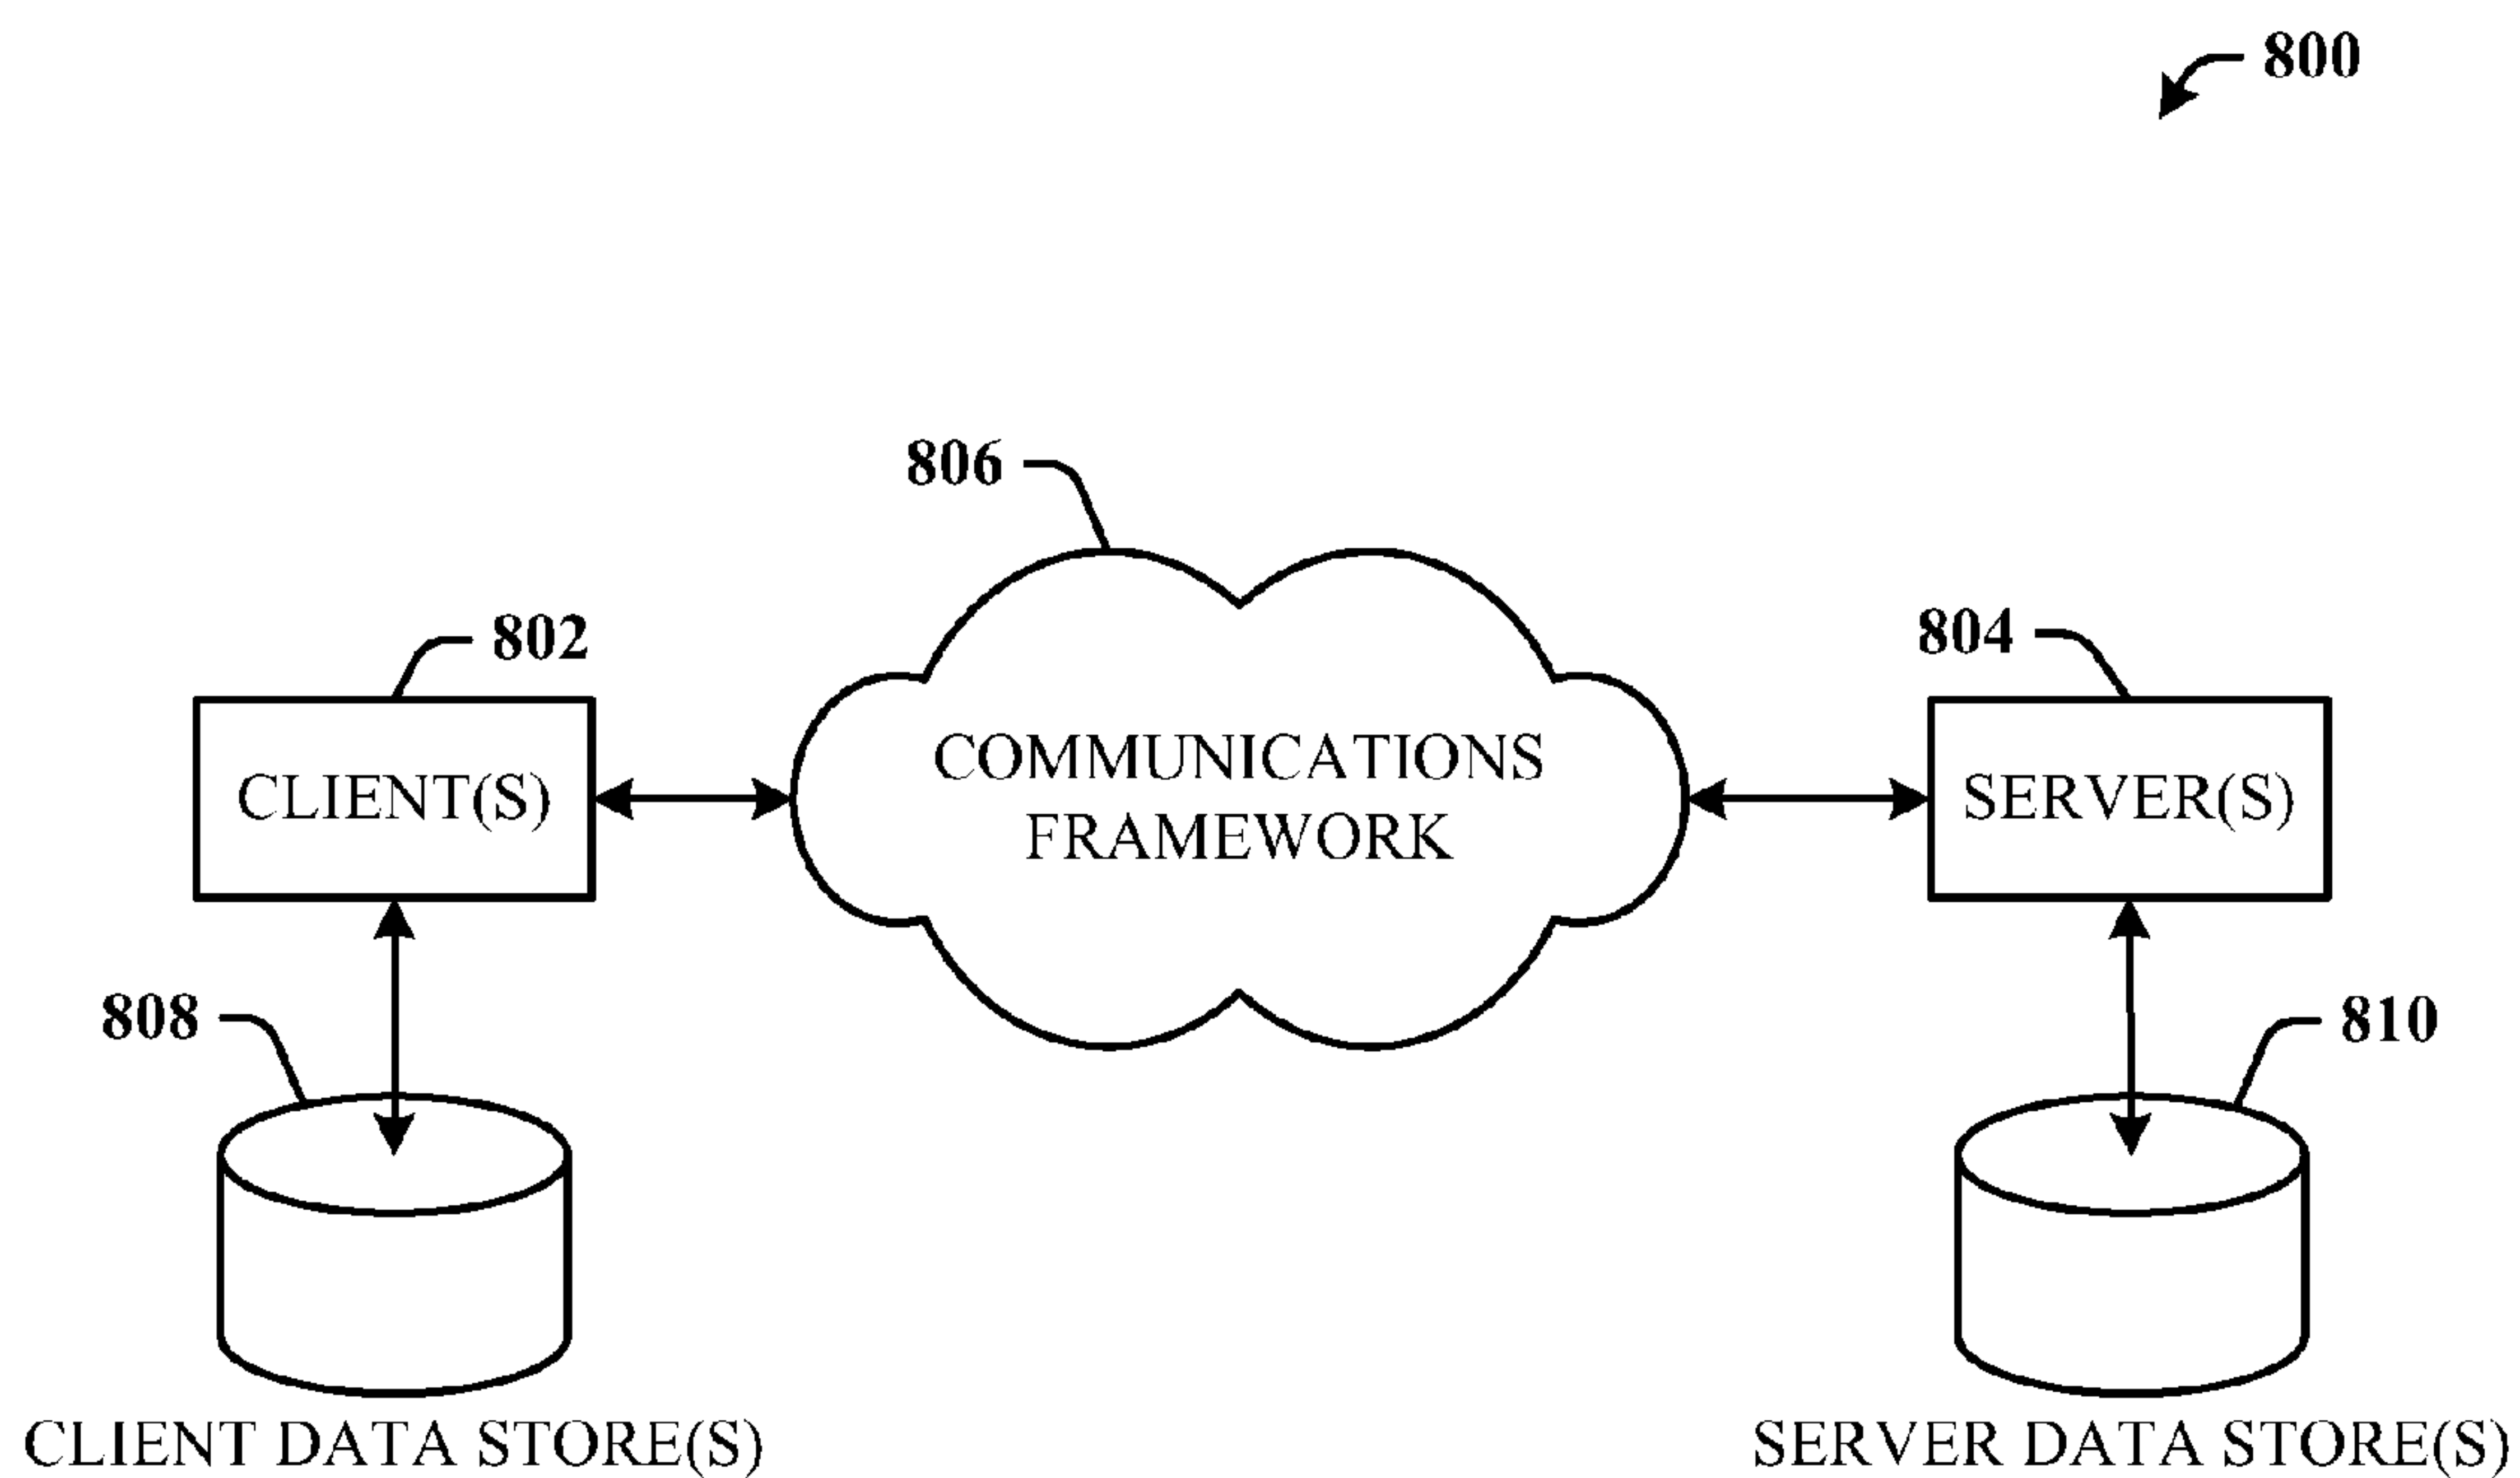 800
806
802
804
CLIENT(S)
COMMUNICATIONS
FRAMEWORK
SERVER(S)
808
810
CLIENT DATA STORE(S)
SERVER DATA STORE(S)